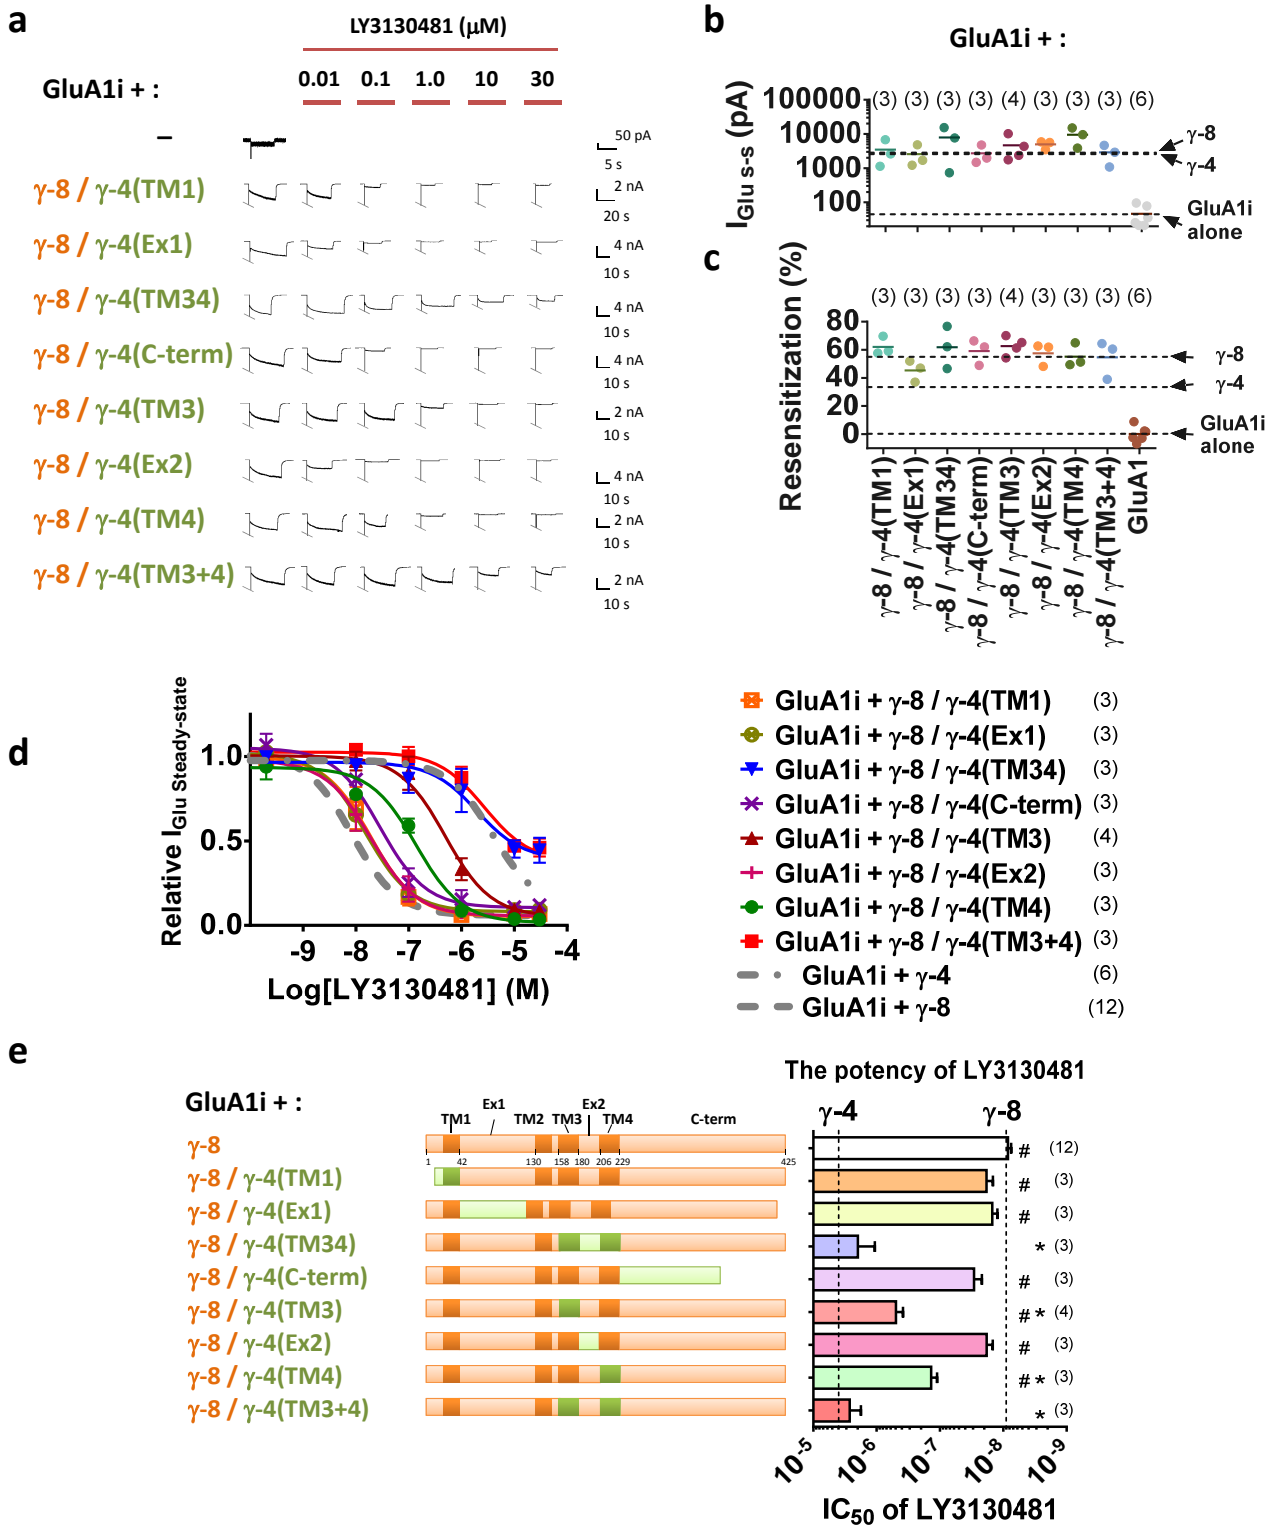 a
LY3130481 (µM)
GluA1i + :
0.01 0.1 1.0 10 30
–
50 pA
5 s
γ-8 / γ-4(TM1)
2 nA
20 s
γ-8 / γ-4(Ex1)
4 nA
10 s
γ-8 / γ-4(TM34)
4 nA
10 s
γ-8 / γ-4(C-term)
4 nA
10 s
γ-8 / γ-4(TM3)
2 nA
10 s
γ-8 / γ-4(Ex2)
4 nA
10 s
γ-8 / γ-4(TM4)
2 nA
10 s
γ-8 / γ-4(TM3+4)
2 nA
10 s
b
GluA1i + :
I Glu s-s (pA)
100000
10000
1000
100
(3) (3) (3) (3) (4) (3) (3) (3) (6)
γ-8
γ-4
GluA1i
alone
c
Resensitization (%)
80
60
40
20
0
(3) (3) (3) (3) (4) (3) (3) (3) (6)
γ-8
γ-4
GluA1i
alone
γ-8 / γ-4(TM1)
γ-8 / γ-4(Ex1)
γ-8 / γ-4(TM34)
γ-8 / γ-4(C-term)
γ-8 / γ-4(TM3)
γ-8 / γ-4(Ex2)
γ-8 / γ-4(TM4)
γ-8 / γ-4(TM3+4)
GluA1
d
Relative I Glu Steady-state
1.0
0.5
0.0
-9 -8 -7 -6 -5 -4
Log[LY3130481] (M)
GluA1i + γ-8 / γ-4(TM1) (3)
GluA1i + γ-8 / γ-4(Ex1) (3)
GluA1i + γ-8 / γ-4(TM34) (3)
GluA1i + γ-8 / γ-4(C-term) (3)
GluA1i + γ-8 / γ-4(TM3) (4)
GluA1i + γ-8 / γ-4(Ex2) (3)
GluA1i + γ-8 / γ-4(TM4) (3)
GluA1i + γ-8 / γ-4(TM3+4) (3)
GluA1i + γ-4 (6)
GluA1i + γ-8 (12)
e
GluA1i + :
TM1 Ex1 TM2 TM3 Ex2 TM4 C-term
1 42 130 158 180 206 229 425
γ-8
γ-8 / γ-4(TM1)
γ-8 / γ-4(Ex1)
γ-8 / γ-4(TM34)
γ-8 / γ-4(C-term)
γ-8 / γ-4(TM3)
γ-8 / γ-4(Ex2)
γ-8 / γ-4(TM4)
γ-8 / γ-4(TM3+4)
The potency of LY3130481
γ-4 γ-8
# (12)
# (3)
# (3)
* (3)
# (3)
# * (4)
# (3)
# * (3)
* (3)
10-5 10-6 10-7 10-8 10-9
IC50 of LY3130481